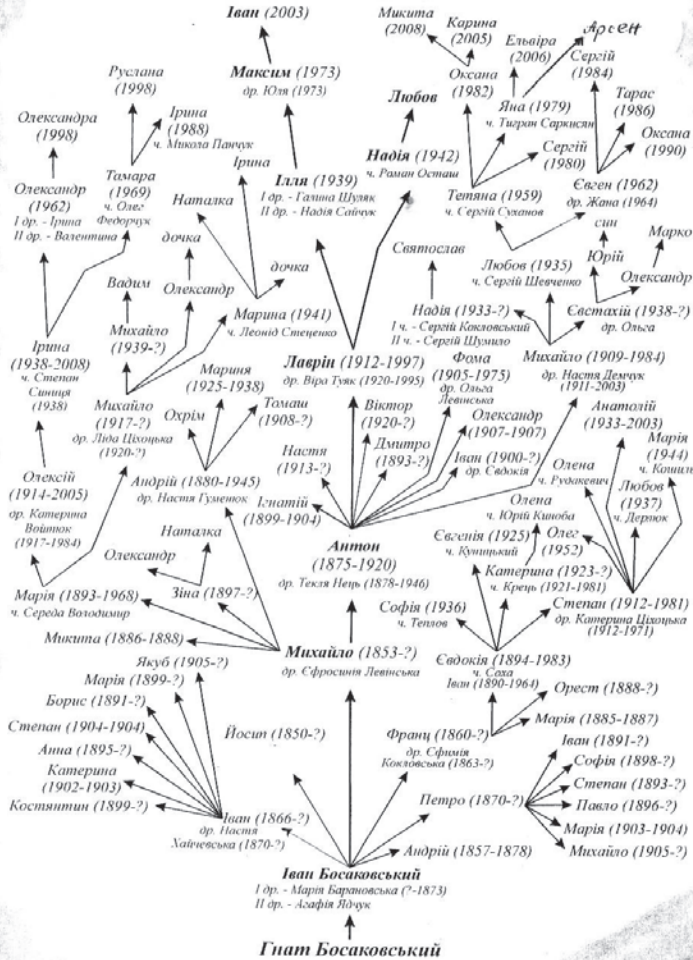 Іван (2003)
Микита
(2008)
Карина
(2005)
Ельвіра
(2006)
Арсен
Сергій
(1984)
Руслана
(1998)
Максим (1973)
др. Юля (1973)
Оксана
(1982)
Тарас
(1986)
Олександра
(1998)
Ірина
(1988)
ч. Микола Панчук
Любов
Яна (1979)
ч. Тигран Саркисян
Сергій
(1980)
Оксана
(1990)
Ірина
Надія (1942)
ч. Роман Осташ
Олександр
(1962)
І др. - Ірина
ІІ др. - Валентина
Тамара
(1969)
ч. Олег
Федорчук
Наталка
Ілля (1939)
І др. - Галина Шуляк
ІІ др. - Надія Сайчук
Тетяна (1959)
ч. Сергій Суханов
Євген (1962)
др. Жана (1964)
син
Марко
дочка
Святослав
Юрій
Вадим
Олександр
дочка
Любов (1935)
ч. Сергій Шевченко
Олександр
Ірина
(1938-2008)
ч. Степан
Синиця
(1938)
Михайло
(1939-?)
Марина (1941)
ч. Леонід Стеценко
Надія (1933-?)
І ч. - Сергій Кокловський
ІІ ч. - Сергій Шумило
Євстахій (1938-?)
др. Ольга
Мариня
(1925-1938)
Лаврін (1912-1997)
др. Віра Туяк (1920-1995)
Фома
(1905-1975)
др. Ольга
Левінська
Михайло (1909-1984)
др. Настя Демчук
(1911-2003)
Михайло
(1917-?)
др. Ліда Ціхоцька
(1920-?)
Охрім
Томаш
(1908-?)
Віктор
(1920-?)
Олександр
(1907-1907)
Анатолій
(1933-2003)
Настя
(1913-?)
Дмитро
(1893-?)
Іван (1900-?)
др. Євдокія
Олена
ч. Рудакевич
Марія
(1944)
Олексій
(1914-2005)
др. Катерина
Войтюк
(1917-1984)
Андрій (1880-1945)
др. Настя Гуменюк
Ігнатій
(1899-1904)
Олена
ч. Юрій Киноба
Любов
(1937)
ч. Дерпюк
Наталка
Антон
(1875-1920)
др. Текля Нець (1878-1946)
Євгенія (1925)
ч. Куницький
Олег
(1952)
Олександр
Катерина (1923-?)
ч. Крець (1921-1981)
Марія (1893-1968)
ч. Середа Володимир
Зіна (1897-?)
Софія (1936)
ч. Теплов
Степан (1912-1981)
др. Катерина Ціхоцька
(1912-1971)
Микита (1886-1888)
Михайло (1853-?)
др. Єфросинія Левінська
Євдокія (1894-1983)
ч. Соха
Іван (1890-1964)
Якуб (1905-?)
Марія (1899-?)
Орест (1888-?)
Борис (1891-?)
Марія (1885-1887)
Степан (1904-1904)
Йосип (1850-?)
Франц (1860-?)
др. Єфимія
Кокловська
(1863-?)
Іван (1891-?)
Анна (1895-?)
Софія (1898-?)
Катерина
(1902-1903)
Степан (1893-?)
Костянтин (1899-?)
Іван (1866-?)
др. Настя
Хайчевська (1870-?)
Петро (1870-?)
Павло (1896-?)
Марія (1903-1904)
Андрій (1857-1878)
Михайло (1905-?)
Іван Босаковський
І др. - Марія Барановська (?-1873)
ІІ др. - Агафія Ядчук
Гнат Босаковський